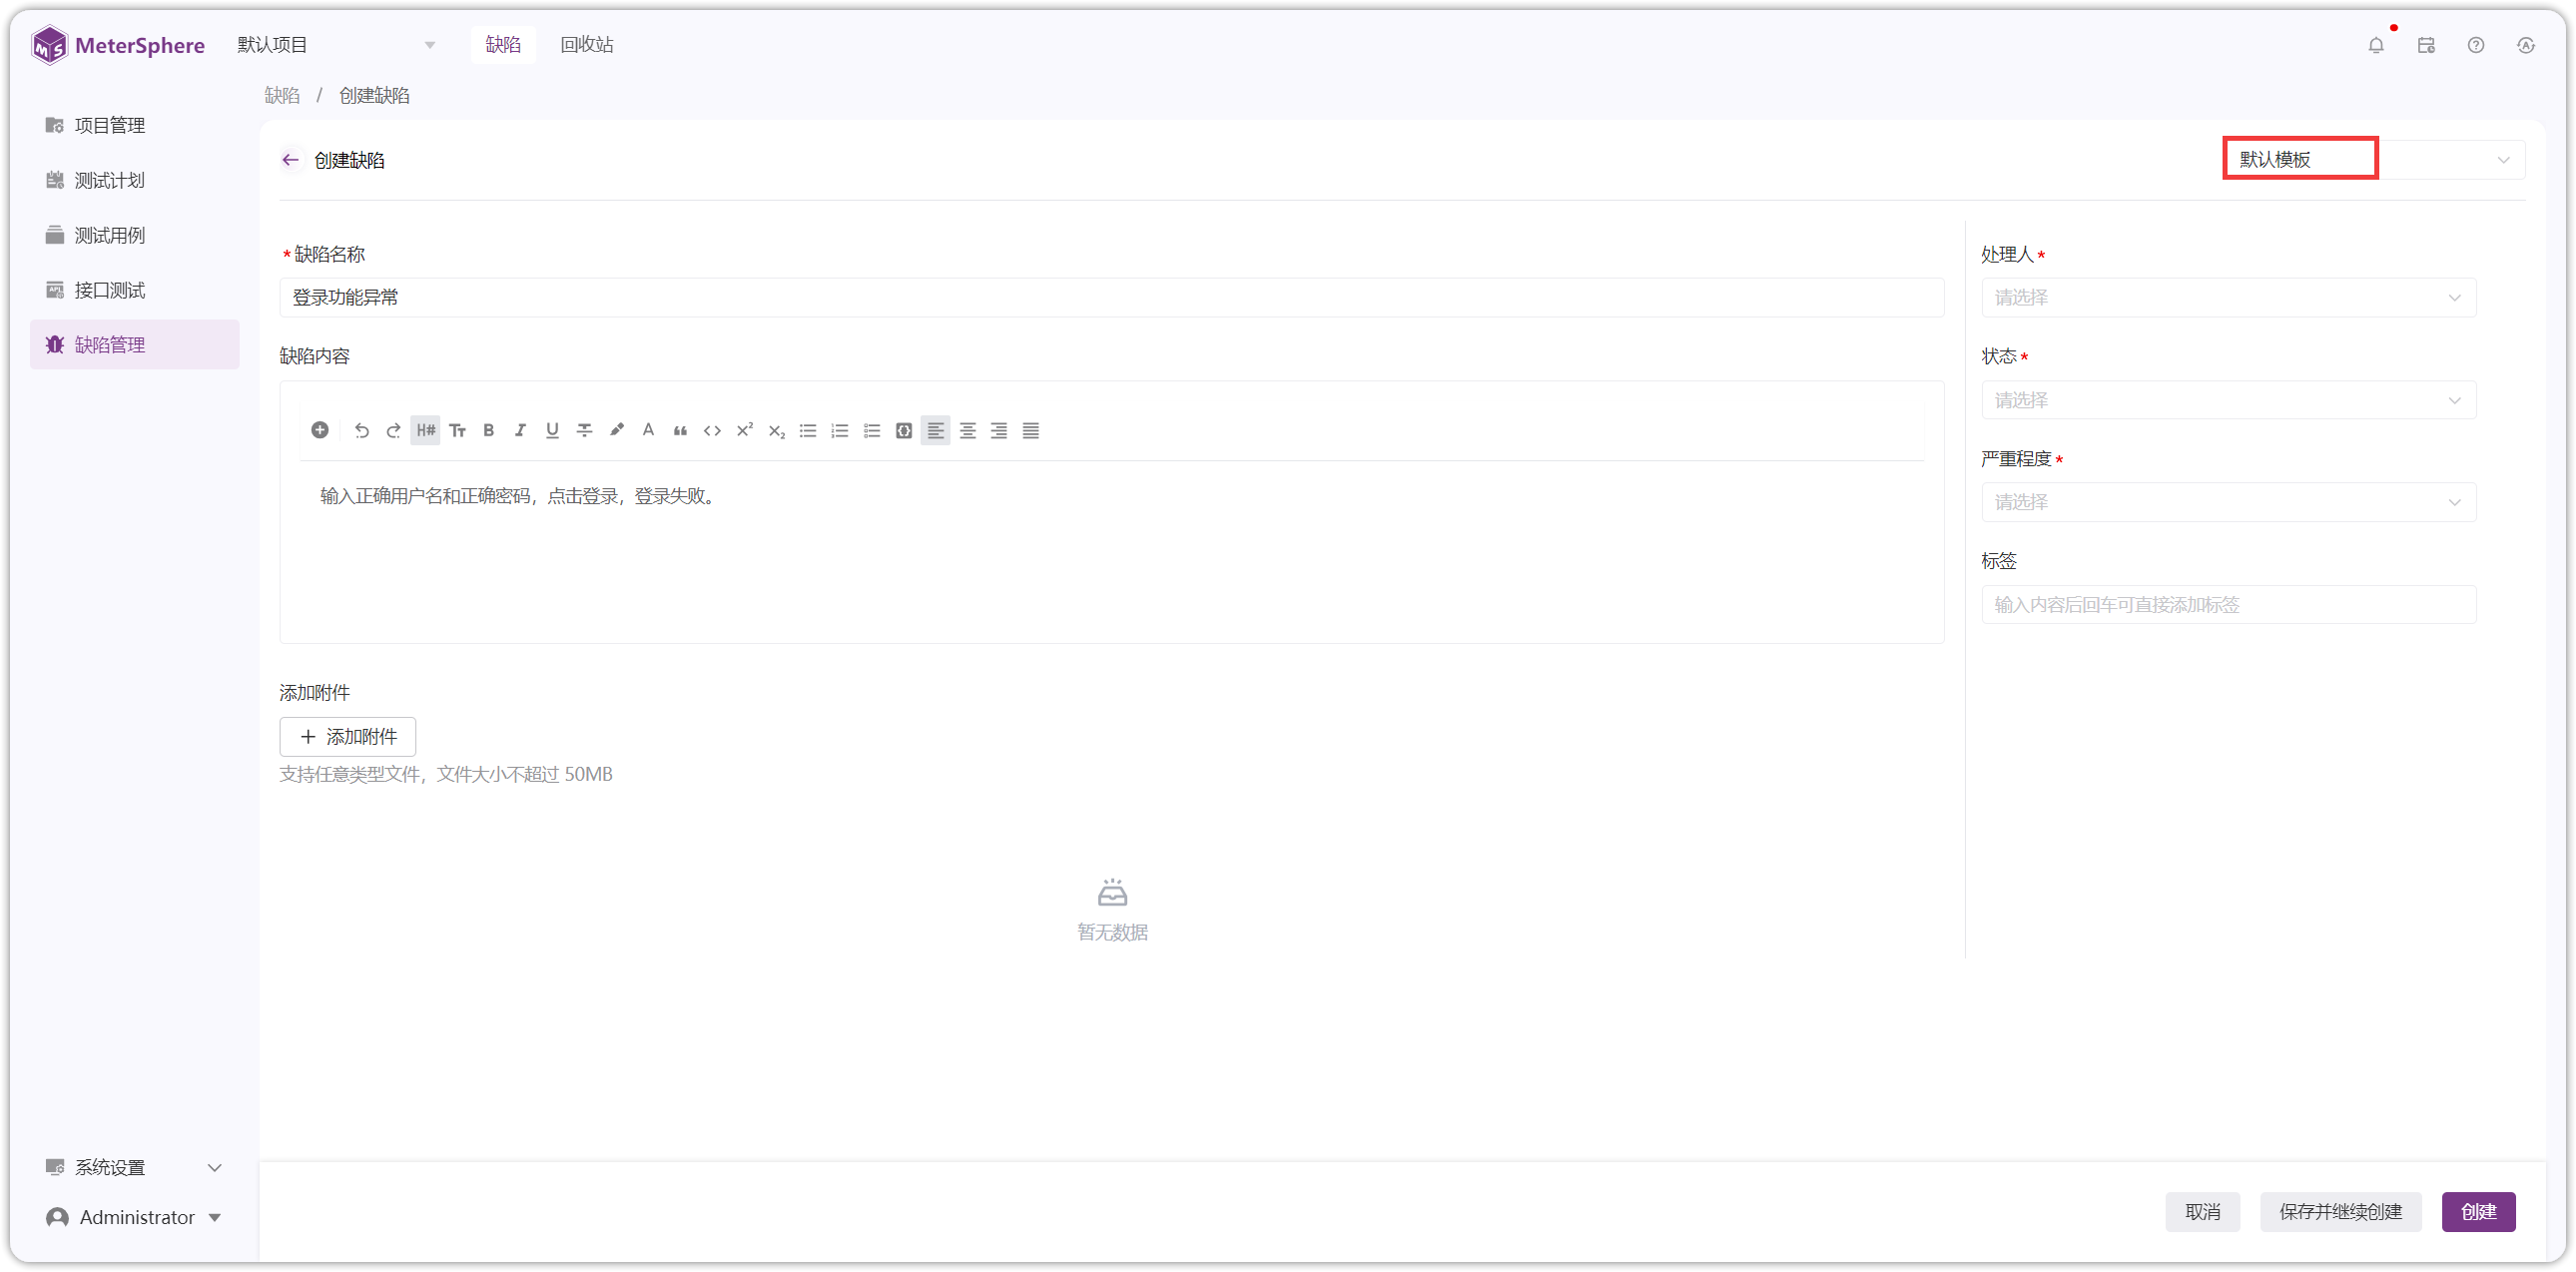 MeterSphere
默认项目
缺陷
回收站
项目管理
测试计划
测试用例
接口测试
缺陷管理
系统设置
Administrator
缺陷 / 创建缺陷
创建缺陷
默认模板
* 缺陷名称
登录功能异常
缺陷内容
H# Tт B I U A
输入正确用户名和正确密码，点击登录，登录失败。
添加附件
+ 添加附件
支持任意类型文件，文件大小不超过 50MB
暂无数据
处理人 *
请选择
状态 *
请选择
严重程度 *
请选择
标签
输入内容后回车可直接添加标签
取消
保存并继续创建
创建